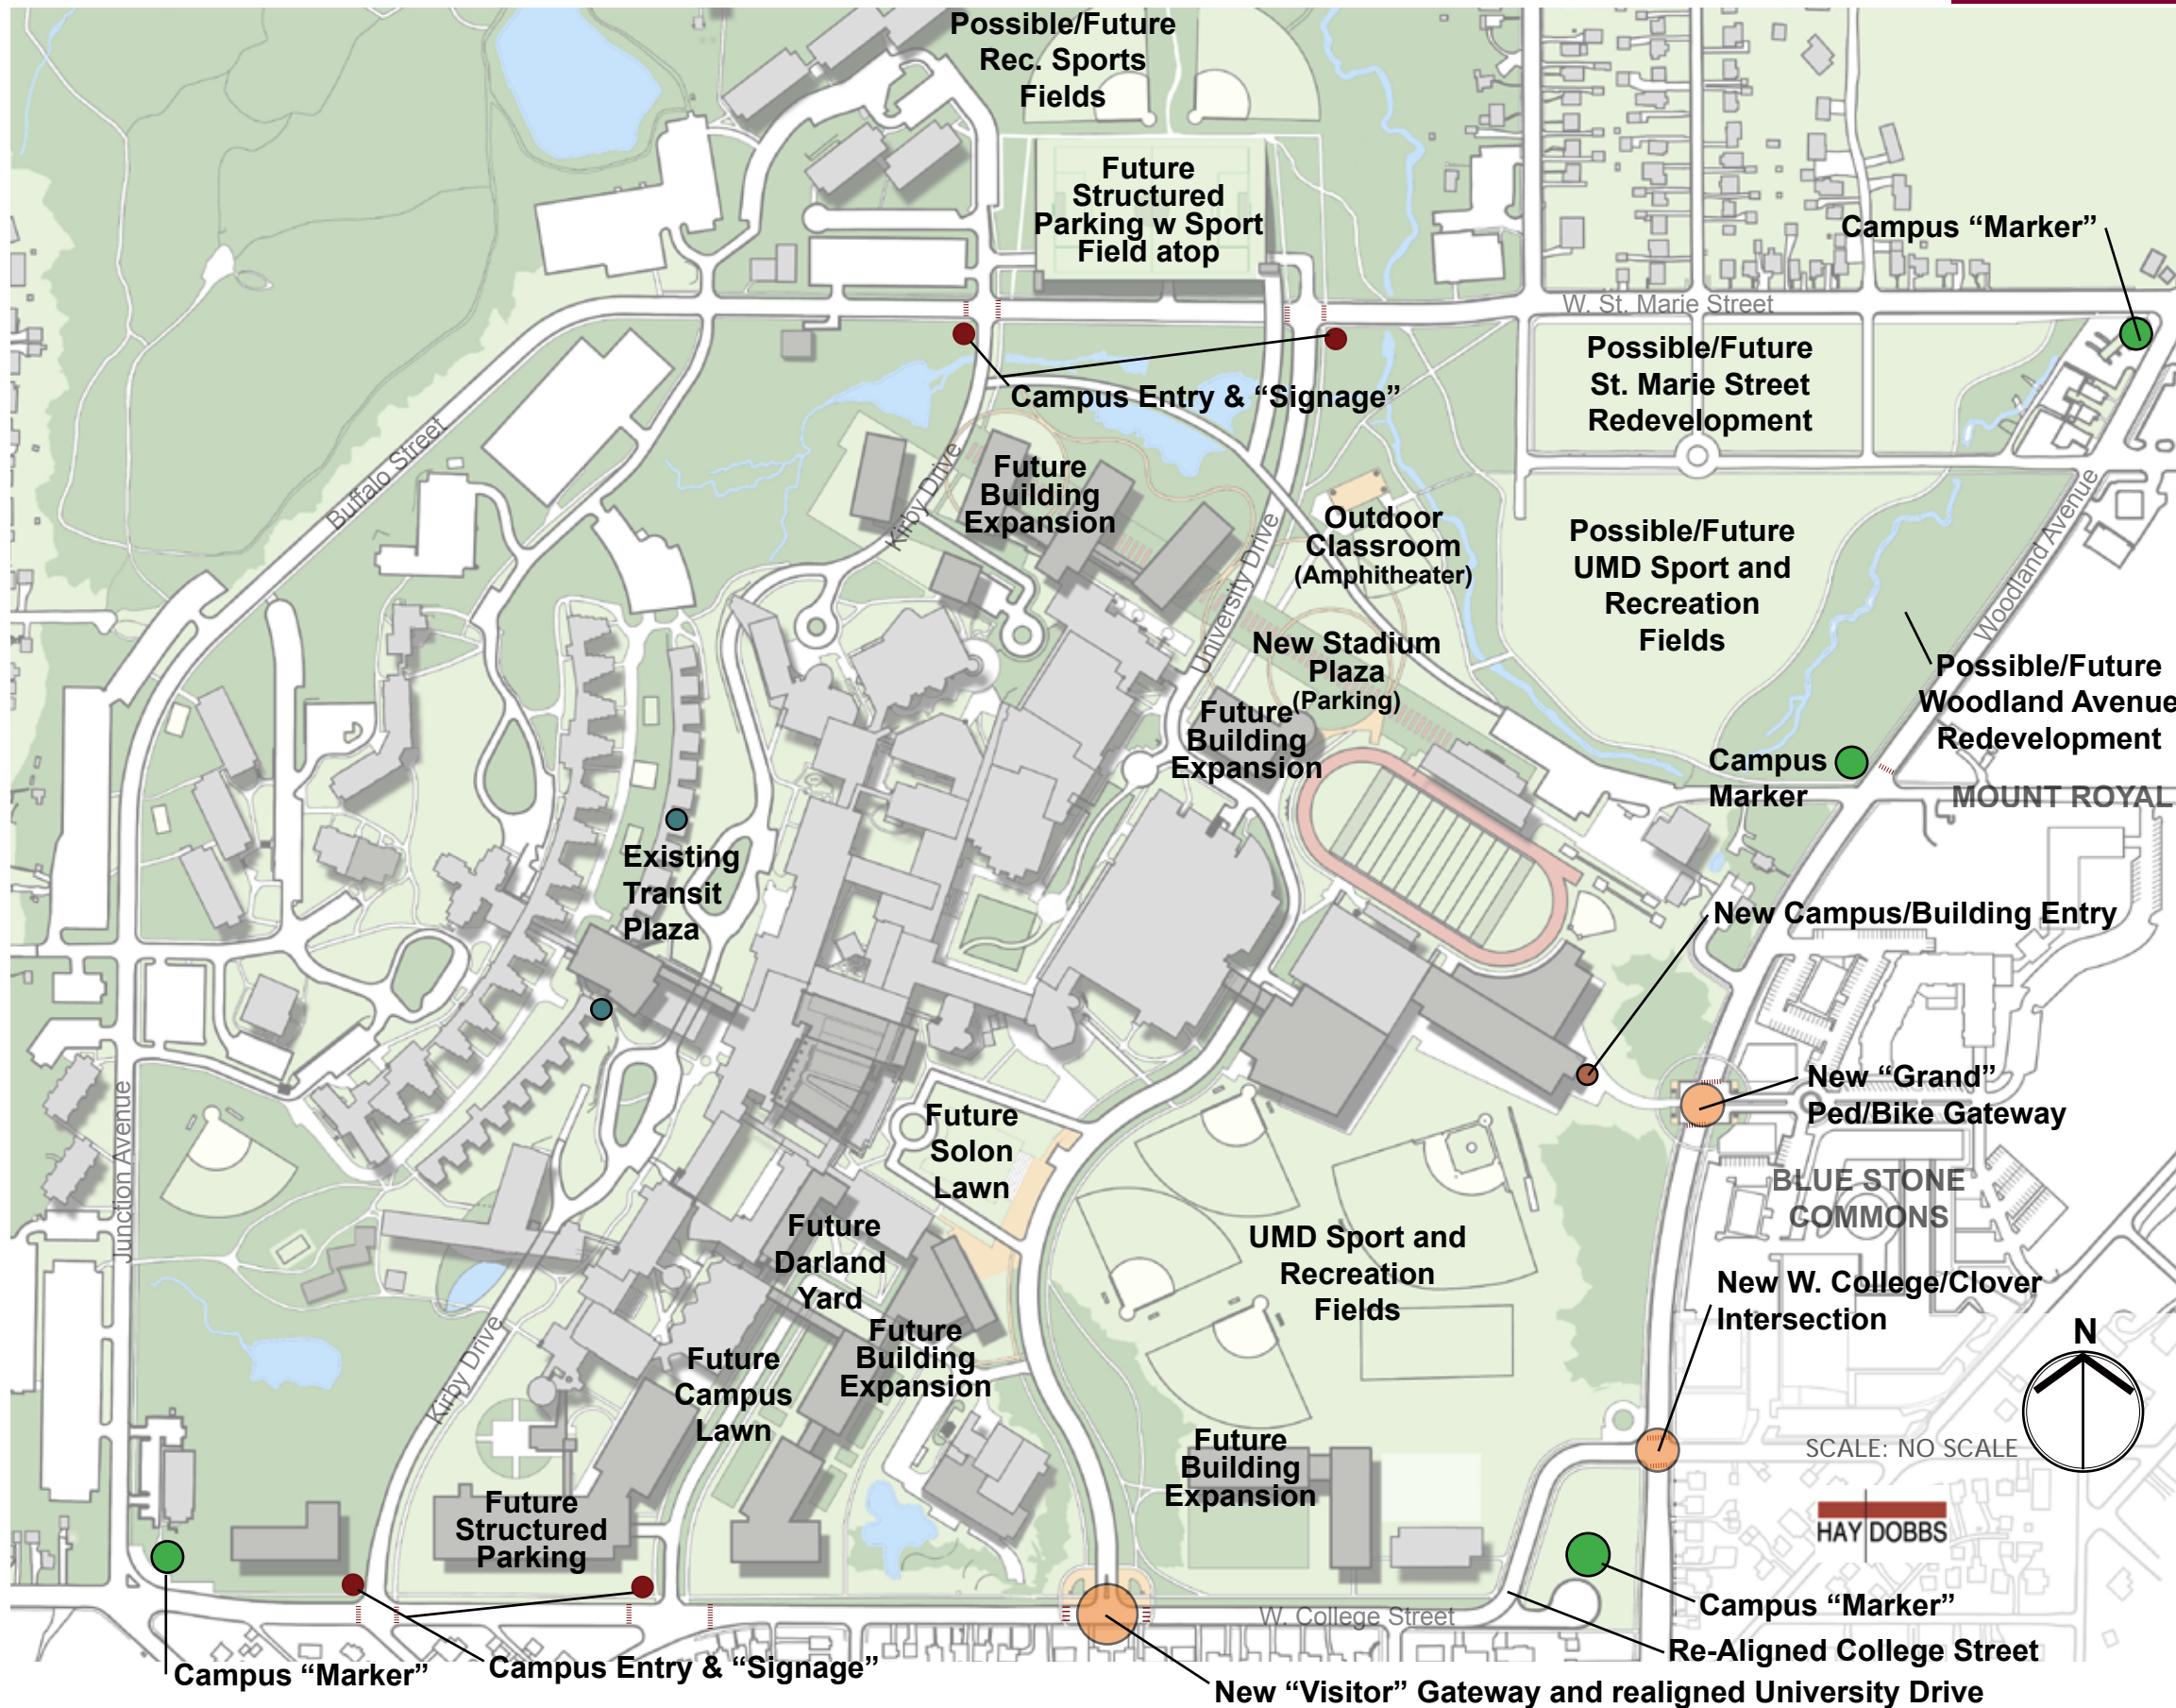 Possible/Future
Rec. Sports
Fields
Future
Structured
Parking w Sport
Field atop
Campus “Marker”
W. St. Marie Street
Possible/Future
St. Marie Street
Redevelopment
Campus Entry & “Signage”
Buffalo Street
Kirby Drive
Future
Building
Expansion
University Drive
Outdoor
Classroom
(Amphitheater)
Possible/Future
UMD Sport and
Recreation
Fields
Woodland Avenue
New Stadium
Plaza
(Parking)
Possible/Future
Woodland Avenue
Redevelopment
Future
Building
Expansion
Campus
Marker
MOUNT ROYAL
Existing
Transit
Plaza
New Campus/Building Entry
New “Grand”
Ped/Bike Gateway
Junction Avenue
Future
Solon
Lawn
BLUE STONE
COMMONS
Future
Darland
Yard
UMD Sport and
Recreation
Fields
New W. College/Clover
Intersection
Kirby Drive
Future
Building
Expansion
Future
Campus
Lawn
N
SCALE: NO SCALE
Future
Building
Expansion
Future
Structured
Parking
HAY DOBBS
Campus “Marker”
W. College Street
Re-Aligned College Street
Campus “Marker”
Campus Entry & “Signage”
New “Visitor” Gateway and realigned University Drive